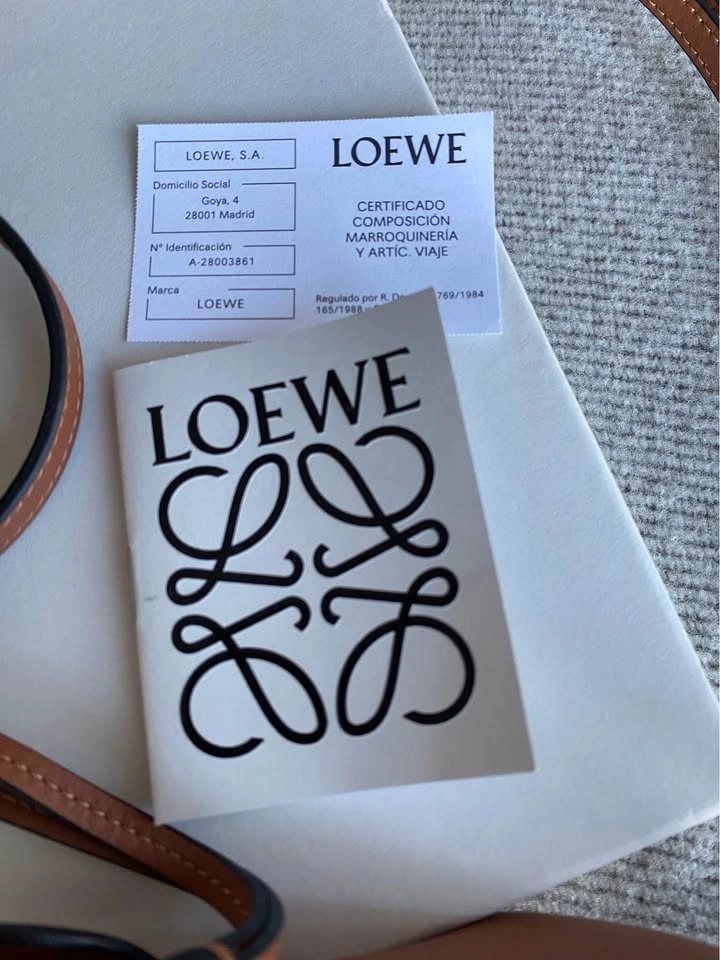 LOEWE, S.A.
Domicilio Social
Goya, 4
28001 Madrid
Nº Identificación
A-28003861
Marca
LOEWE
LOEWE
CERTIFICADO
COMPOSICIÓN
MARROQUINERÍA
Y ARTÍC. VIAJE
Regulado por R. 769/1984
165/1988
LOEWE